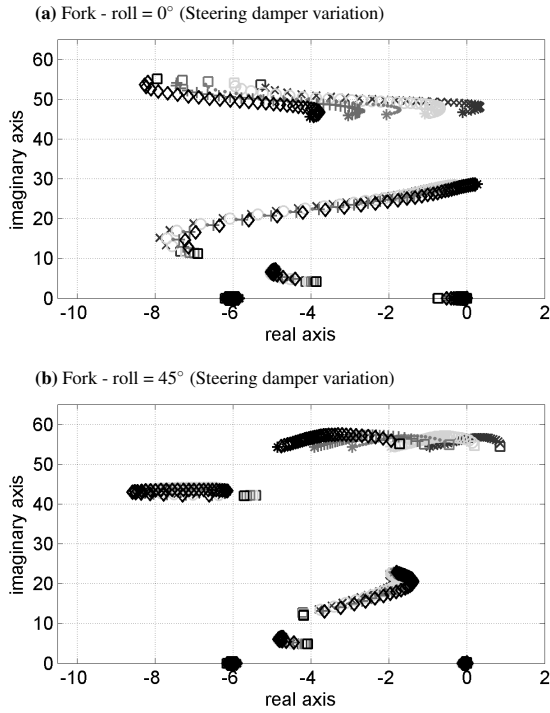 (a) Fork - roll = 0° (Steering damper variation)
60
50
40
30
20
10
0
imaginary axis
-10 -8 -6 -4 -2 0 2
real axis
(b) Fork - roll = 45° (Steering damper variation)
60
50
40
30
20
10
0
imaginary axis
-10 -8 -6 -4 -2 0 2
real axis